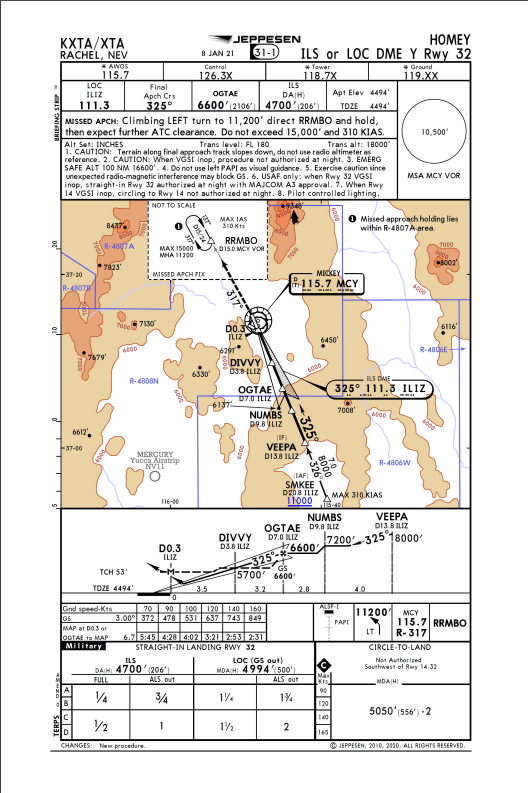 KXTA/XTA
RACHEL, NEV
JEPPESEN
8 JAN 21
31-1
HOMEY
ILS or LOC DME Y Rwy 32
* AWOS
115.7
Control
126.3X
* Tower
118.7X
* Ground
119.XX
BRIEFING STRIP
LOC
ILIZ
111.3
Final
Apch Crs
325°
OGTAE
6600' (2106')
ILS
DA(H)
4700' (206')
Apt Elev 4494'
TDZE 4494'
MISSED APCH: Climbing LEFT turn to 11,200' direct RRMBO and hold,
then expect further ATC clearance. Do not exceed 15,000' and 310 KIAS.
Alt Set: INCHES Trans level: FL 180 Trans alt: 18000'
1. CAUTION: Terrain along final approach track slopes down, do not use radio altimeter as
reference. 2. CAUTION: When VGSI inop, procedure not authorized at night. 3. EMERG
SAFE ALT 100 NM 16600'. 4. Do not use left PAPI as visual guidance. 5. Exercise caution since
unexpected radio-magnetic interference may block GS. 6. USAF only: when Rwy 32 VGSI
inop, straight-in Rwy 32 authorized at night with MAJCOM A3 approval. 7. When Rwy
14 VGSI inop, circling to Rwy 14 not authorized at night. 8. Pilot controlled lighting.
10,500'
MSA MCY VOR
NOT TO SCALE
MAX IAS
310 Kts
137°
317°
D15.0/24
RRMBO
D15.0 MCY VOR
MAX 15000
MHA 11200
MISSED APCH FIX
317°
9348'
6000
7000
Missed approach holding lies
within R-4807A area.
8437'
R-4807A
7823'
R-4807B
37-20
7130'
7679'
7000
6000
6612'
37-00
R-4808N
MICKEY
D
(T)
115.7 MCY
D0.3
ILIZ
6291'
DIVVY
D3.8 ILIZ
6330'
6450'
6000
8002'
7000
6116'
R-4806E
OGTAE
D7.0 ILIZ
6137'
NUMBS
D9.8 ILIZ
ILS DME
325° 111.3 ILIZ
7008'
6000
325°
(IF)
VEEPA
D13.8 ILIZ
8000
7.0
326°
(IAF)
SMKEE
D20.8 ILIZ
11000
MAX 310 KIAS
R-4806W
MERCURY
Yucca Airstrip
NV11
116-00
115-40
TCH 53'
TDZE 4494'
D0.3
ILIZ
M
DIVVY
D3.8 ILIZ
OGTAE
D7.0 ILIZ
NUMBS
D9.8 ILIZ
VEEPA
D13.8 ILIZ
325°
5700'
6600'
GS
6600'
7200'
325°
8000'
0
3.5
3.2
2.8
4.0
Gnd speed-Kts 70 90 100 120 140 160
GS 3.00° 372 478 531 637 743 849
MAP at D0.3 or
OGTAE to MAP 6.7 5:45 4:28 4:02 3:21 2:53 2:31
ALSF-I
PAPI
11200'
LT
MCY
115.7
R-317
RRMBO
Military
STRAIGHT-IN LANDING RWY 32
CIRCLE-TO-LAND
ILS
DA(H) 4700' (206')
LOC (GS out)
MDA(H) 4994' (500')
FULL
ALS out
ALS out
C
Not Authorized
Southwest of Rwy 14-32
Max
Kts
MDA(H)
A
B
C
D
1/4
3/4
1 1/4
1 3/4
1/2
1
1 1/2
2
90
120
140
165
5050' (556') -2
AMEND 0
TERPS
CHANGES: New procedure.
© JEPPESEN, 2010, 2020. ALL RIGHTS RESERVED.